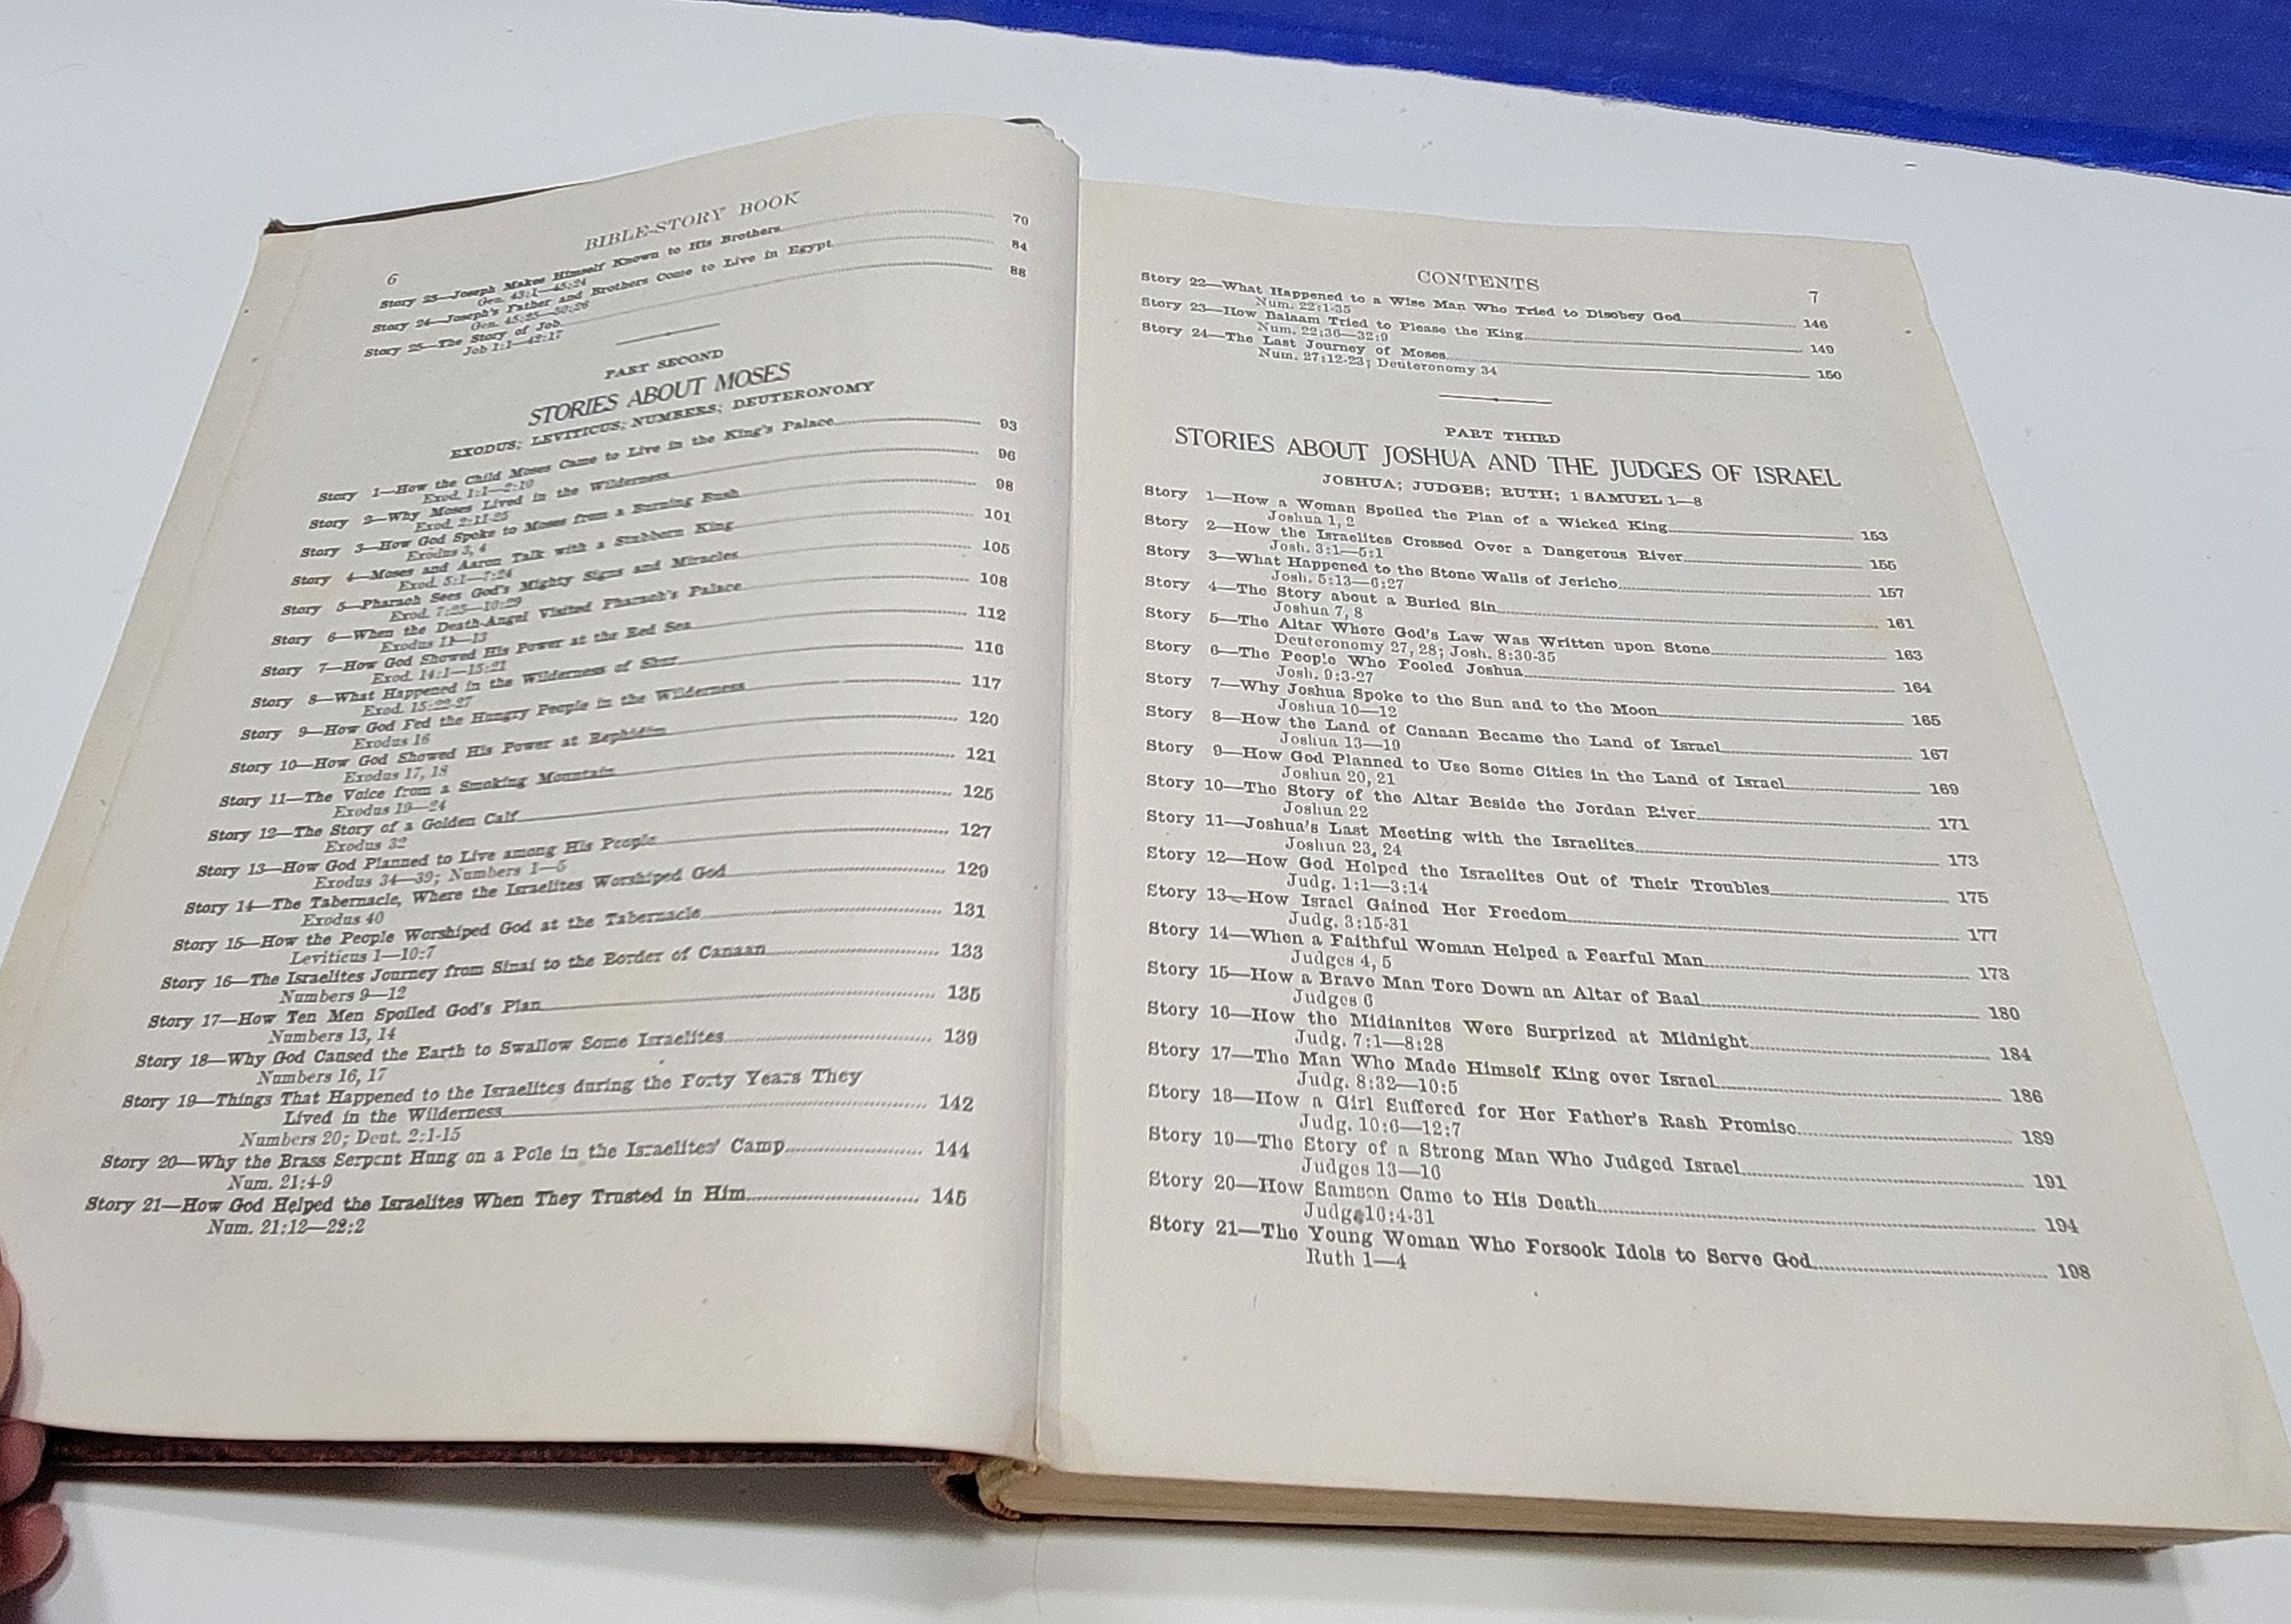 6
BIBLE-STORY BOOK
Story 23—Joseph Makes Himself Known to His Brothers 70
Gen. 43:1—45:24
Story 24—Joseph's Father and Brothers Come to Live in Egypt 84
Gen. 45:25—50:26
Story 25—The Story of Job 88
Job 1:1—42:17
PART SECOND
STORIES ABOUT MOSES
EXODUS; LEVITICUS; NUMBERS; DEUTERONOMY
Story 1—How the Child Moses Came to Live in the King's Palace 93
Exod. 1:1—2:10
Story 2—Why Moses Lived in the Wilderness 96
Exod. 2:11-25
Story 3—How God Spoke to Moses from a Burning Bush 98
Exodus 3, 4
Story 4—Moses and Aaron Talk with a Stubborn King 101
Exod. 5:1—7:24
Story 5—Pharaoh Sees God's Mighty Signs and Miracles 105
Exod. 7:25—10:29
Story 6—When the Death-Angel Visited Pharaoh's Palace 108
Exodus 11—13
Story 7—How God Showed His Power at the Red Sea 112
Exod. 14:1—15:21
Story 8—What Happened in the Wilderness of Shur 116
Exod. 15:22-27
Story 9—How God Fed the Hungry People in the Wilderness 117
Exodus 16
Story 10—How God Showed His Power at Rephidim 120
Exodus 17, 18
Story 11—The Voice from a Smoking Mountain 121
Exodus 19—24
Story 12—The Story of a Golden Calf 125
Exodus 32
Story 13—How God Planned to Live among His People 127
Exodus 34—39; Numbers 1—5
Story 14—The Tabernacle, Where the Israelites Worshiped God 129
Exodus 40
Story 15—How the People Worshiped God at the Tabernacle 131
Leviticus 1—10:7
Story 16—The Israelites Journey from Sinai to the Border of Canaan 133
Numbers 9—12
Story 17—How Ten Men Spoiled God's Plan 135
Numbers 13, 14
Story 18—Why God Caused the Earth to Swallow Some Israelites 139
Numbers 16, 17
Story 19—Things That Happened to the Israelites during the Forty Years They
Lived in the Wilderness 142
Numbers 20; Deut. 2:1-15
Story 20—Why the Brass Serpent Hung on a Pole in the Israelites' Camp 144
Num. 21:4-9
Story 21—How God Helped the Israelites When They Trusted in Him 145
Num. 21:12—22:2
CONTENTS
7
Story 22—What Happened to a Wise Man Who Tried to Disobey God 146
Num. 22:1-35
Story 23—How Balaam Tried to Please the King 149
Num. 22:36—32:9
Story 24—The Last Journey of Moses 150
Num. 27:12-23; Deuteronomy 34
PART THIRD
STORIES ABOUT JOSHUA AND THE JUDGES OF ISRAEL
JOSHUA; JUDGES; RUTH; 1 SAMUEL 1—8
Story 1—How a Woman Spoiled the Plan of a Wicked King 153
Joshua 1, 2
Story 2—How the Israelites Crossed Over a Dangerous River 155
Josh. 3:1—5:1
Story 3—What Happened to the Stone Walls of Jericho 157
Josh. 5:13—6:27
Story 4—The Story about a Buried Sin 161
Joshua 7, 8
Story 5—The Altar Where God's Law Was Written upon Stone 163
Deuteronomy 27, 28; Josh. 8:30-35
Story 6—The People Who Fooled Joshua 164
Josh. 9:3-27
Story 7—Why Joshua Spoke to the Sun and to the Moon 165
Joshua 10—12
Story 8—How the Land of Canaan Became the Land of Israel 167
Joshua 13—19
Story 9—How God Planned to Use Some Cities in the Land of Israel 169
Joshua 20, 21
Story 10—The Story of the Altar Beside the Jordan River 171
Joshua 22
Story 11—Joshua's Last Meeting with the Israelites 173
Joshua 23, 24
Story 12—How God Helped the Israelites Out of Their Troubles 175
Judg. 1:1—3:14
Story 13—How Israel Gained Her Freedom 177
Judg. 3:15-31
Story 14—When a Faithful Woman Helped a Fearful Man 178
Judges 4, 5
Story 15—How a Brave Man Tore Down an Altar of Baal 180
Judges 6
Story 16—How the Midianites Were Surprized at Midnight 184
Judg. 7:1—8:28
Story 17—The Man Who Made Himself King over Israel 186
Judg. 8:32—10:5
Story 18—How a Girl Suffered for Her Father's Rash Promise 189
Judg. 10:6—12:7
Story 19—The Story of a Strong Man Who Judged Israel 191
Judges 13—16
Story 20—How Samson Came to His Death 194
Judg. 16:4-31
Story 21—The Young Woman Who Forsook Idols to Serve God 198
Ruth 1—4